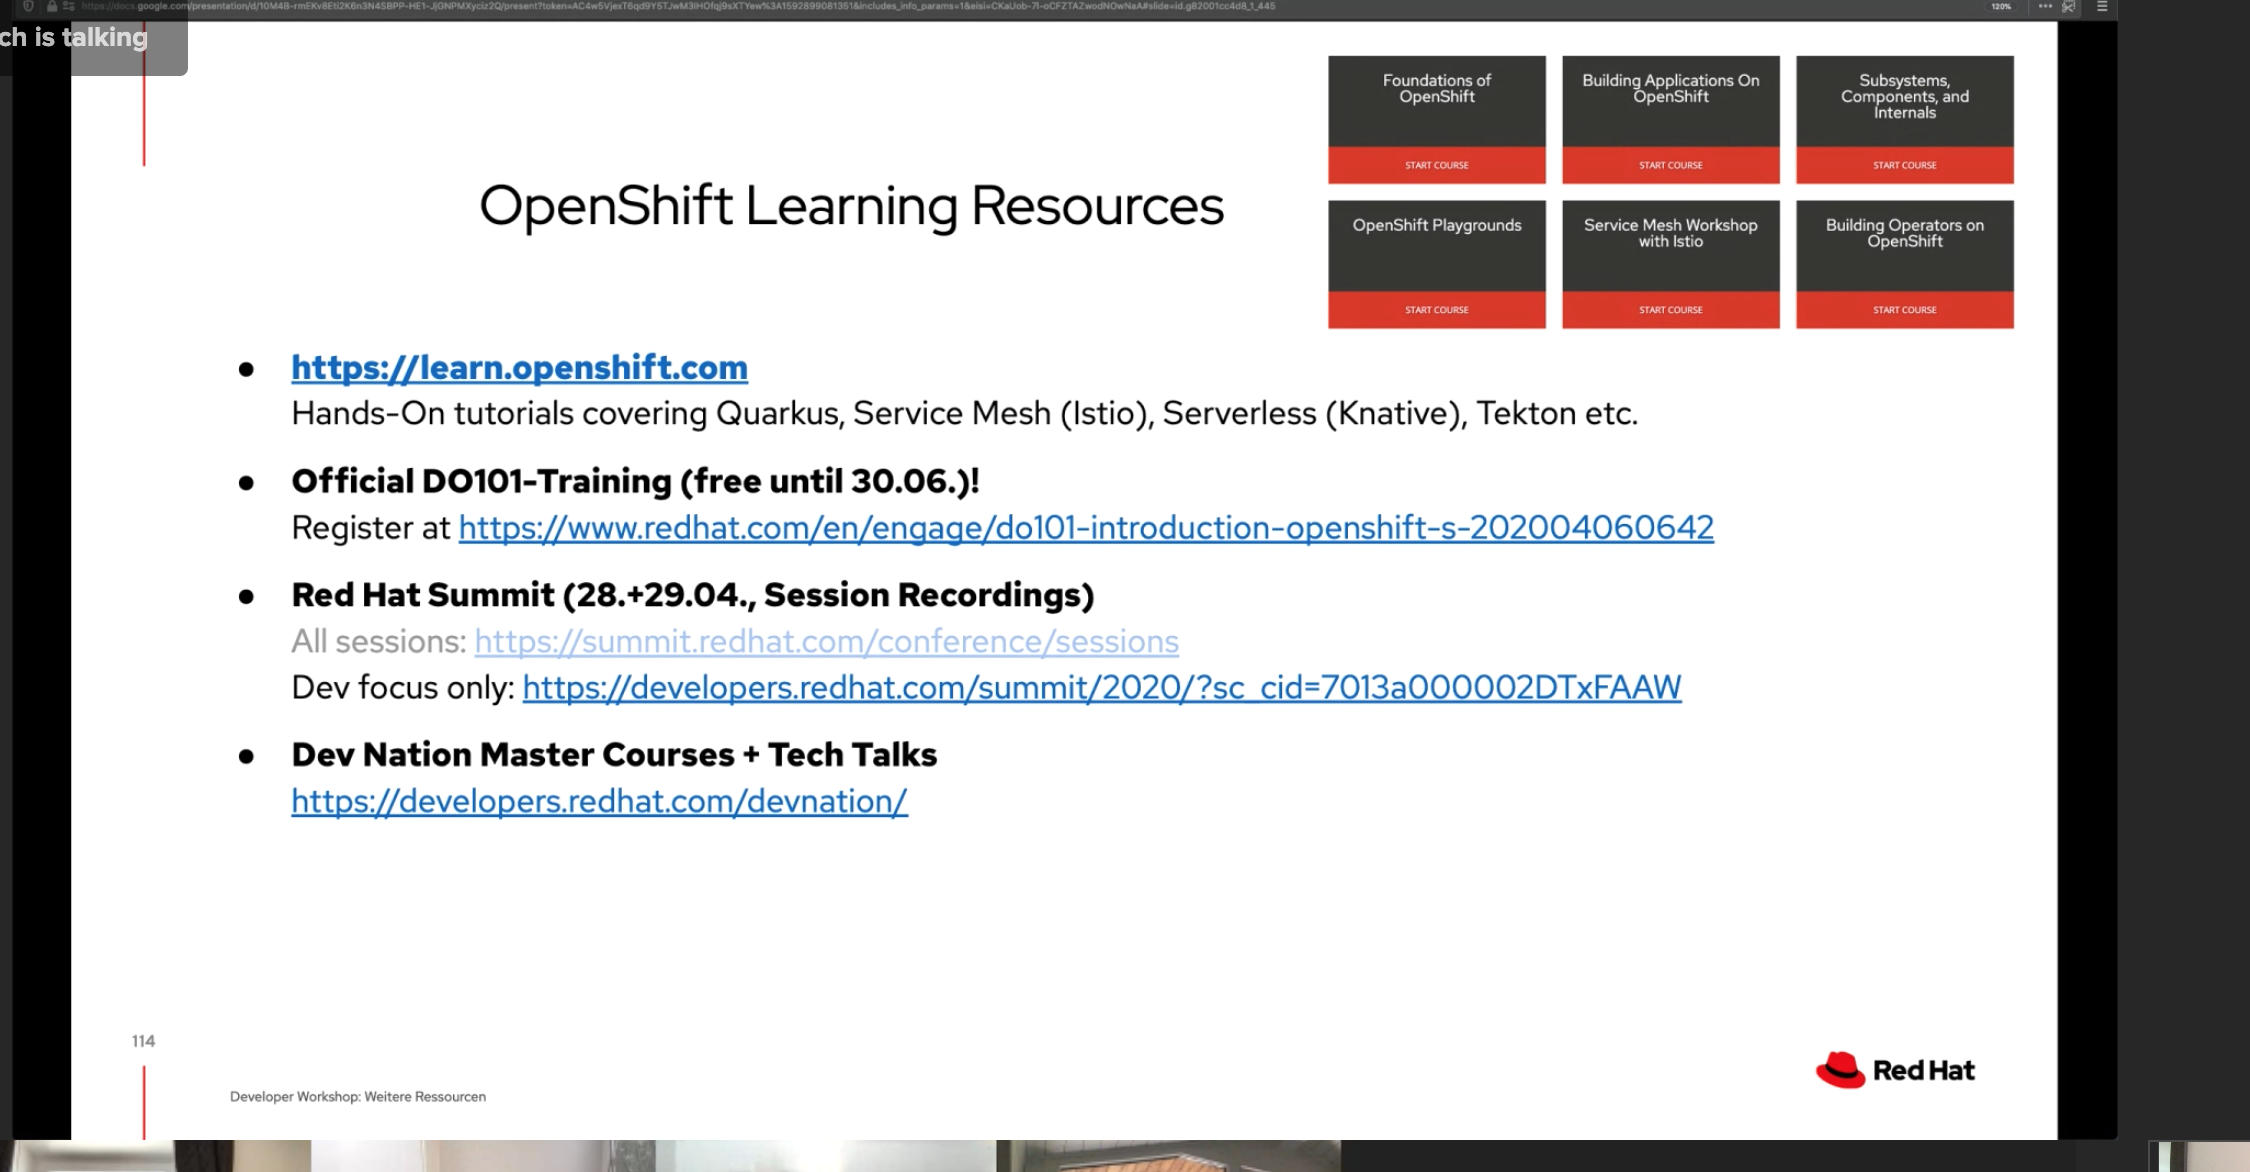 ch is talking
120%
Foundations of
OpenShift
START COURSE
Building Applications On
OpenShift
START COURSE
Subsystems,
Components, and
Internals
START COURSE
OpenShift Playgrounds
START COURSE
Service Mesh Workshop
with Istio
START COURSE
Building Operators on
OpenShift
START COURSE
OpenShift Learning Resources
● https://learn.openshift.com
Hands-On tutorials covering Quarkus, Service Mesh (Istio), Serverless (Knative), Tekton etc.
● Official DO101-Training (free until 30.06.)!
Register at https://www.redhat.com/en/engage/do101-introduction-openshift-s-202004060642
● Red Hat Summit (28.+29.04., Session Recordings)
All sessions: https://summit.redhat.com/conference/sessions
Dev focus only: https://developers.redhat.com/summit/2020/?sc_cid=7013a000002DTxFAAW
● Dev Nation Master Courses + Tech Talks
https://developers.redhat.com/devnation/
114
Developer Workshop: Weitere Ressourcen
Red Hat